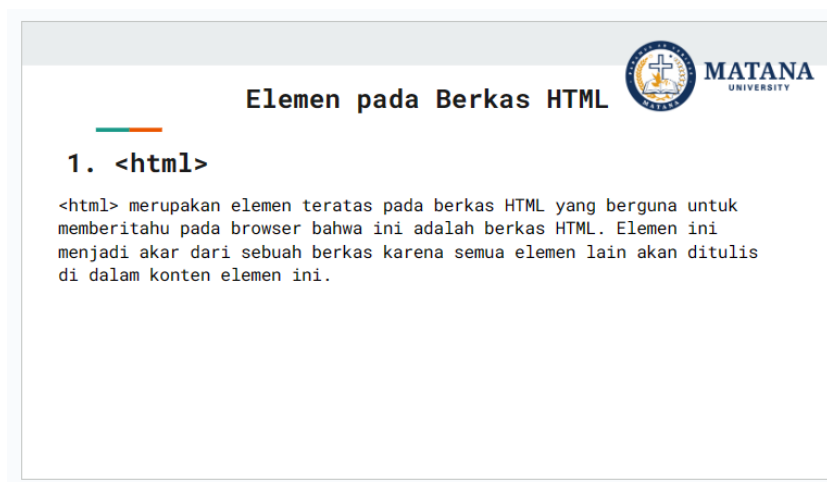 MATANA
UNIVERSITY
MATANA
Elemen pada Berkas HTML
1. <html>
<html> merupakan elemen teratas pada berkas HTML yang berguna untuk
memberitahu pada browser bahwa ini adalah berkas HTML. Elemen ini
menjadi akar dari sebuah berkas karena semua elemen lain akan ditulis
di dalam konten elemen ini.